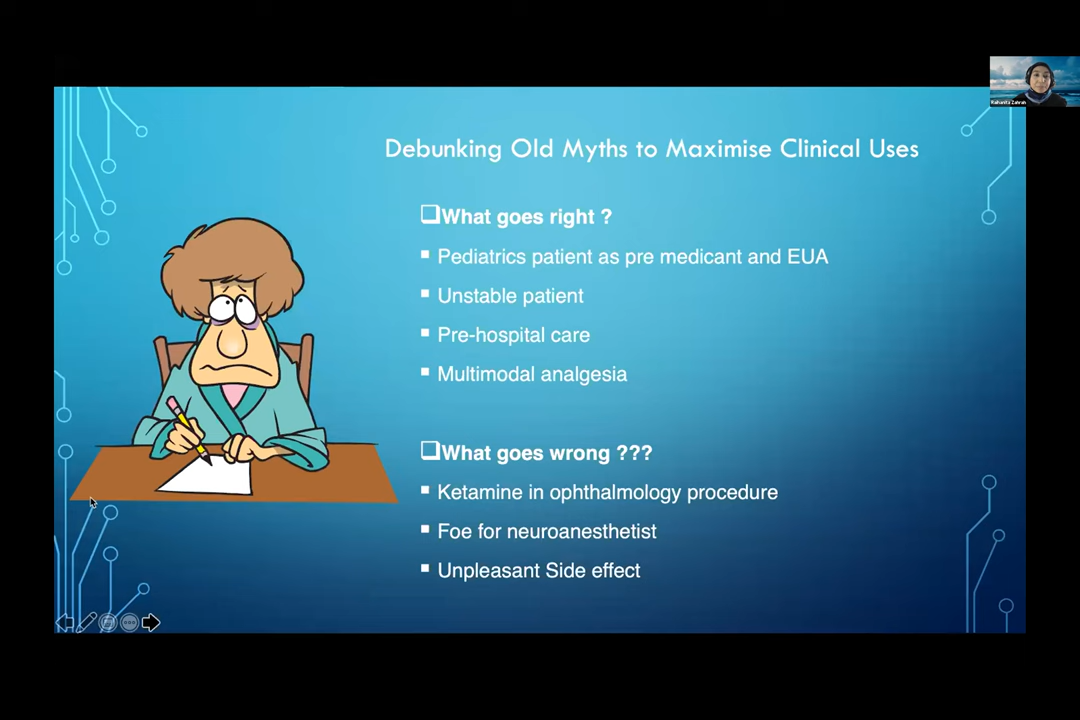 Debunking Old Myths to Maximise Clinical Uses
What goes right ?
Pediatrics patient as pre medicant and EUA
Unstable patient
Pre-hospital care
Multimodal analgesia
What goes wrong ???
Ketamine in ophthalmology procedure
Foe for neuroanesthetist
Unpleasant Side effect